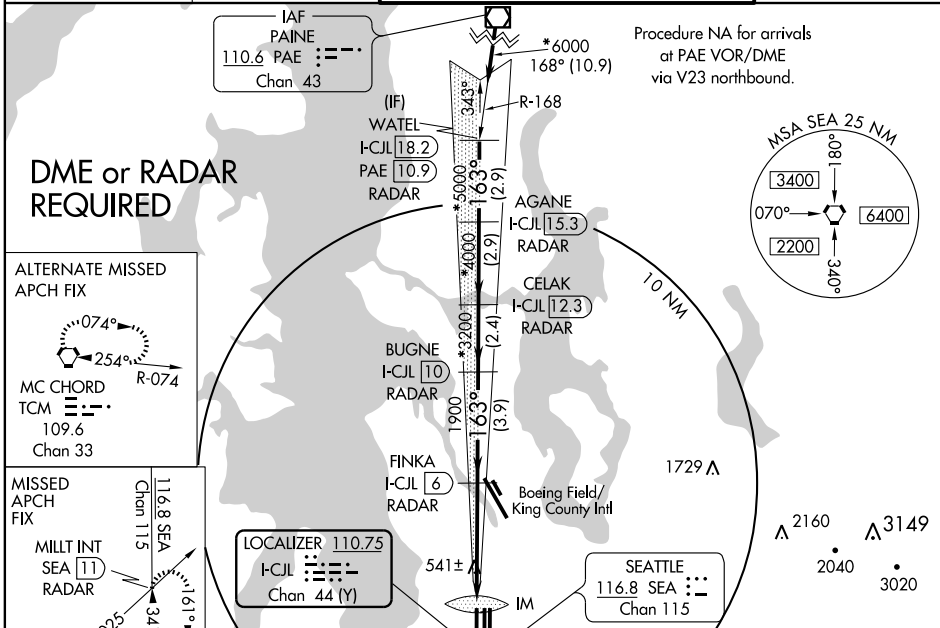 IAF
PAINE
110.6 PAE
Chan 43
*6000
168° (10.9)
Procedure NA for arrivals
at PAE VOR/DME
via V23 northbound.
343°
R-168
(IF)
WATEL
I-CJL 18.2
PAE 10.9
RADAR
DME or RADAR
REQUIRED
*5000
163°
(2.9)
AGANE
I-CJL 15.3
RADAR
MSA SEA 25 NM
180°
3400
070°
6400
2200
340°
*4000
(2.9)
CELAK
I-CJL 12.3
RADAR
10 NM
ALTERNATE MISSED
APCH FIX
074°
254°
R-074
MC CHORD
TCM
109.6
Chan 33
*3200
(2.4)
BUGNE
I-CJL 10
RADAR
1900
163°
(3.9)
FINKA
I-CJL 6
RADAR
Boeing Field/
King County Intl
1729
2160
3149
2040
3020
MISSED
APCH
FIX
116.8 SEA
Chan 115
MILLT INT
SEA 11
RADAR
161°
34
025
LOCALIZER 110.75
I-CJL
Chan 44 (Y)
541±
IM
SEATTLE
116.8 SEA
Chan 115